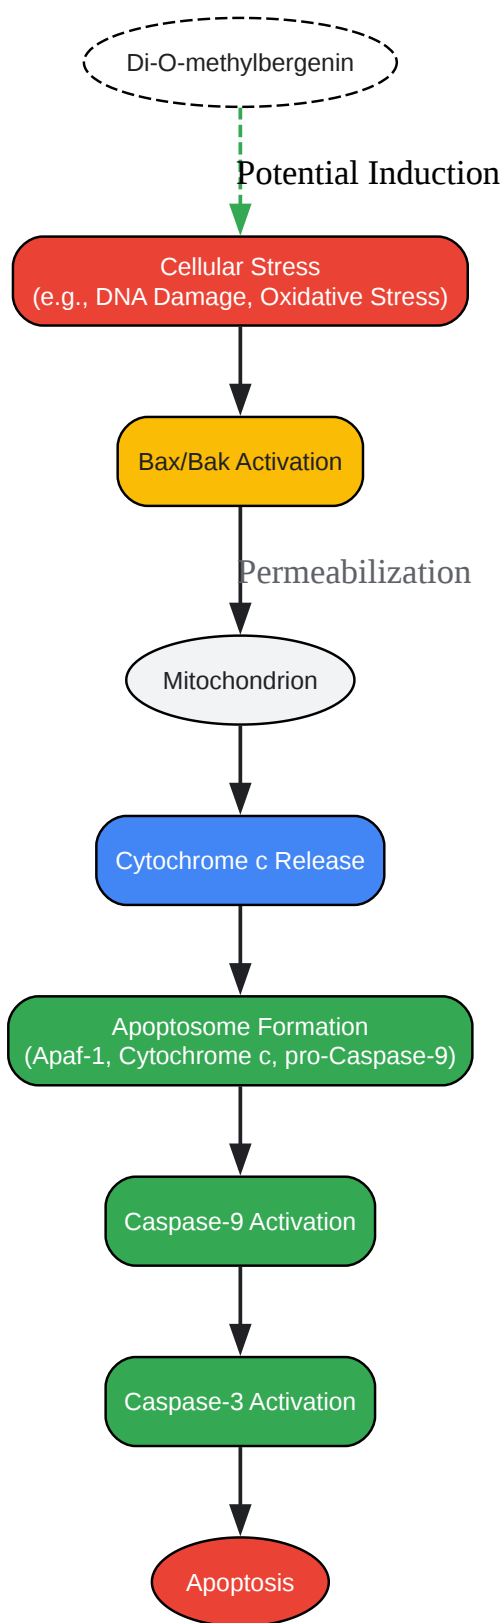 Di-O-methylbergenin
Potential Induction
Cellular Stress
(e.g., DNA Damage, Oxidative Stress)
Bax/Bak Activation
Permeabilization
Mitochondrion
Cytochrome c Release
Apoptosome Formation
(Apaf-1, Cytochrome c, pro-Caspase-9)
Caspase-9 Activation
Caspase-3 Activation
Apoptosis